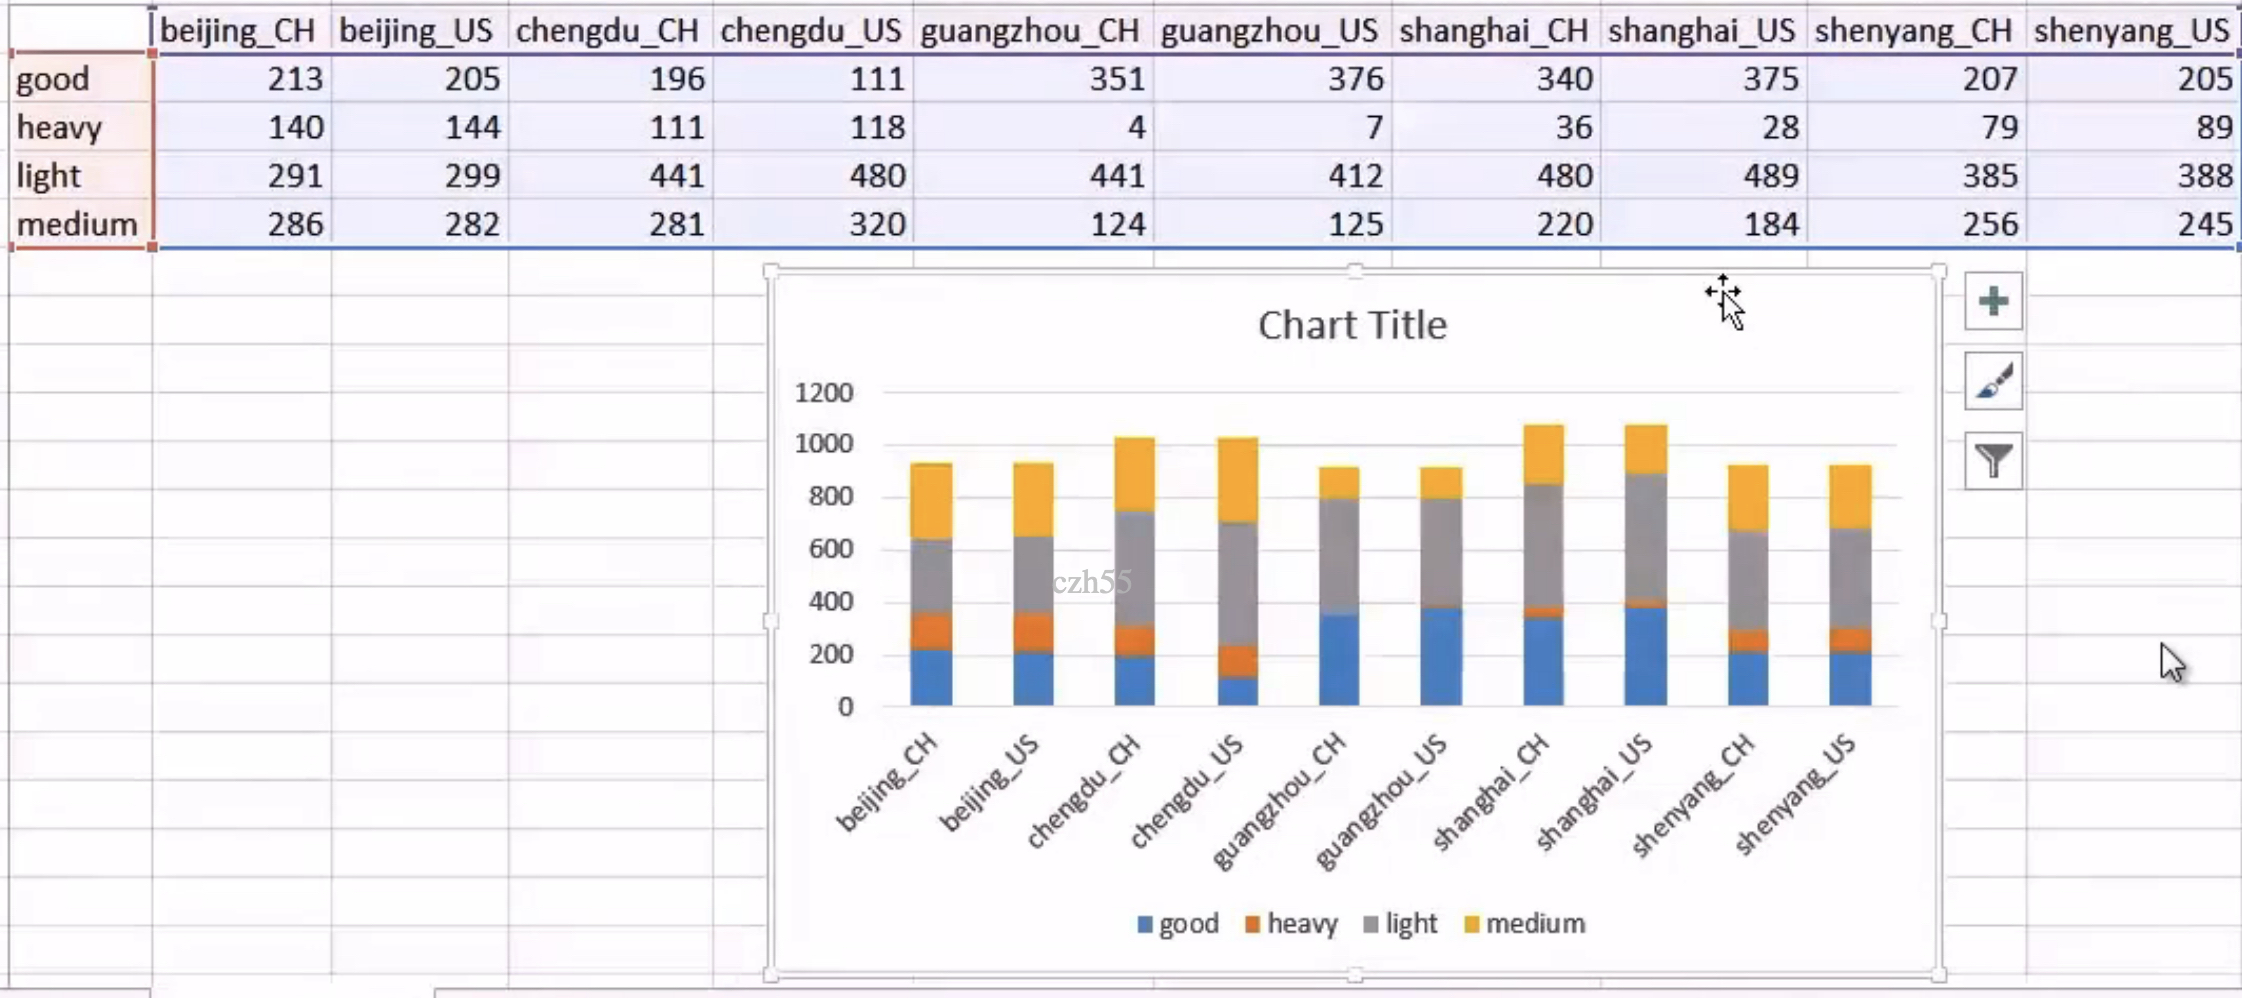 beijing_CH beijing_US chengdu_CH chengdu_US guangzhou_CH guangzhou_US shanghai_CH shanghai_US shenyang_CH shenyang_US
good 213 205 196 111 351 376 340 375 207 205
heavy 140 144 111 118 4 7 36 28 79 89
light 291 299 441 480 441 412 480 489 385 388
medium 286 282 281 320 124 125 220 184 256 245
Chart Title
1200
1000
800
600
400
200
0
czh55
beijing_CH beijing_US chengdu_CH chengdu_US guangzhou_CH guangzhou_US shanghai_CH shanghai_US shenyang_CH shenyang_US
good heavy light medium